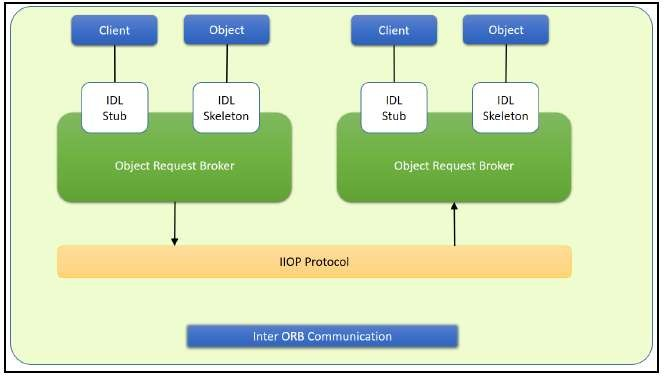 Client
Object
Client
Object
IDL
Stub
IDL
Skeleton
IDL
Stub
IDL
Skeleton
Object Request Broker
Object Request Broker
IIOP Protocol
Inter ORB Communication